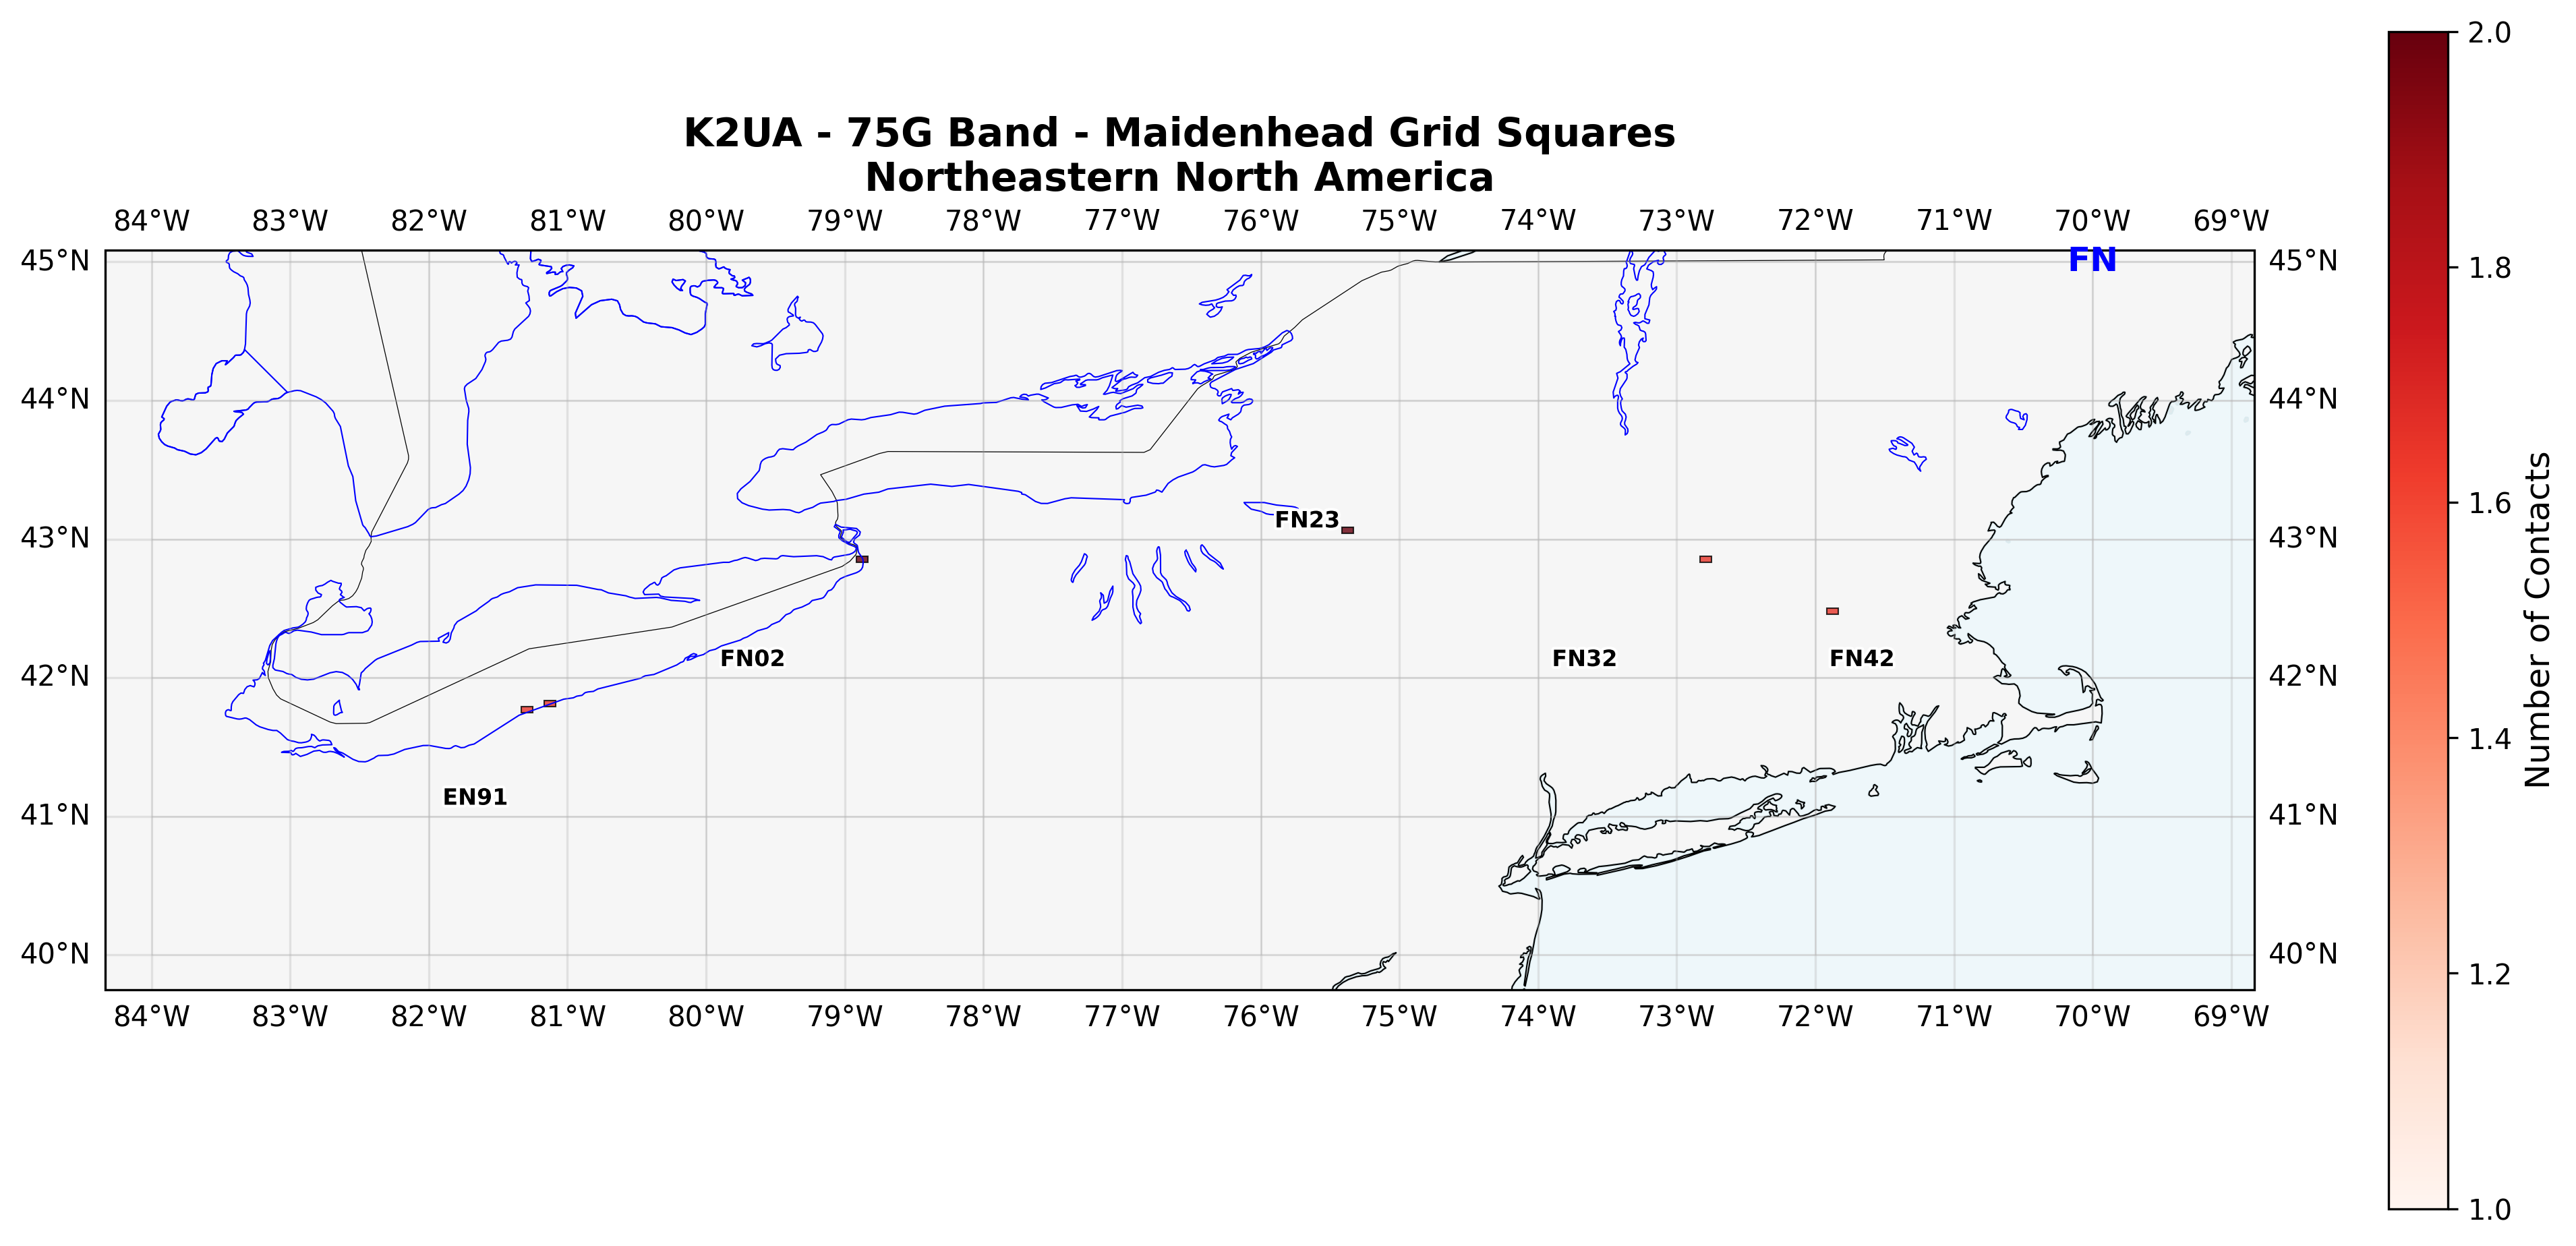 K2UA - 75G Band - Maidenhead Grid Squares
Northeastern North America
84°W 83°W 82°W 81°W 80°W 79°W 78°W 77°W 76°W 75°W 74°W 73°W 72°W 71°W 70°W 69°W
45°N FN 45°N
44°N 44°N
FN23
43°N 43°N
FN02 FN32 FN42
42°N 42°N
EN91
41°N 41°N
40°N 40°N
84°W 83°W 82°W 81°W 80°W 79°W 78°W 77°W 76°W 75°W 74°W 73°W 72°W 71°W 70°W 69°W
2.0
1.8
1.6
1.4
1.2
1.0
Number of Contacts